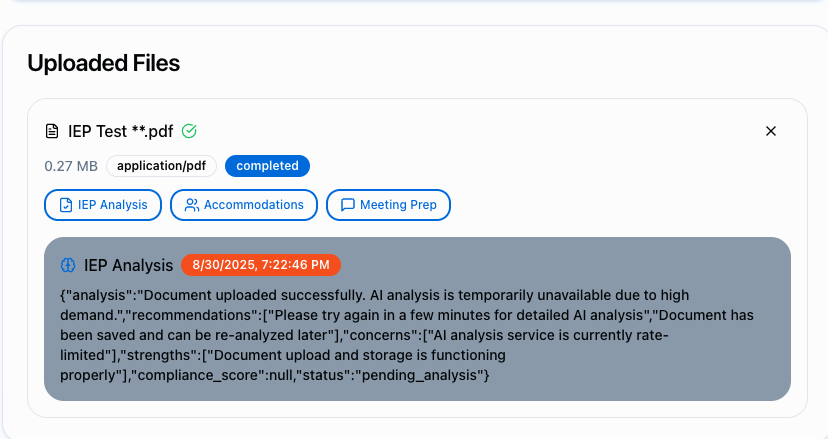 Uploaded Files
IEP Test **.pdf
0.27 MB application/pdf completed
IEP Analysis Accommodations Meeting Prep
IEP Analysis 8/30/2025, 7:22:46 PM
{"analysis":"Document uploaded successfully. AI analysis is temporarily unavailable due to high
demand.","recommendations":["Please try again in a few minutes for detailed AI analysis","Document has
been saved and can be re-analyzed later"],"concerns":["AI analysis service is currently rate-
limited"],"strengths":["Document upload and storage is functioning
properly"],"compliance_score":null,"status":"pending_analysis"}